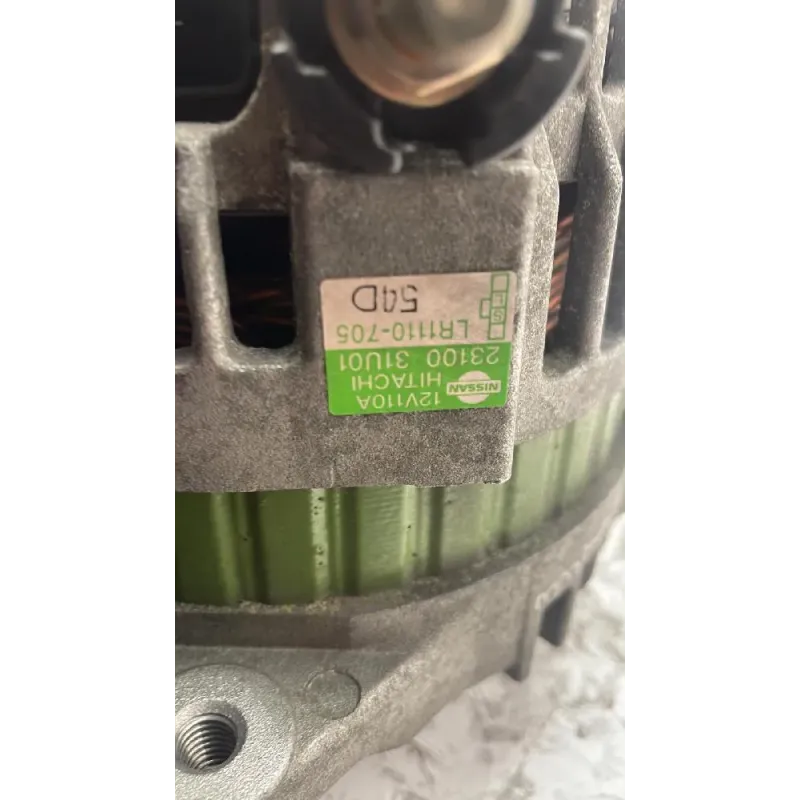 NISSAN
12V110A
HITACHI
23100 31U01
LR1110-705
S
L
54D